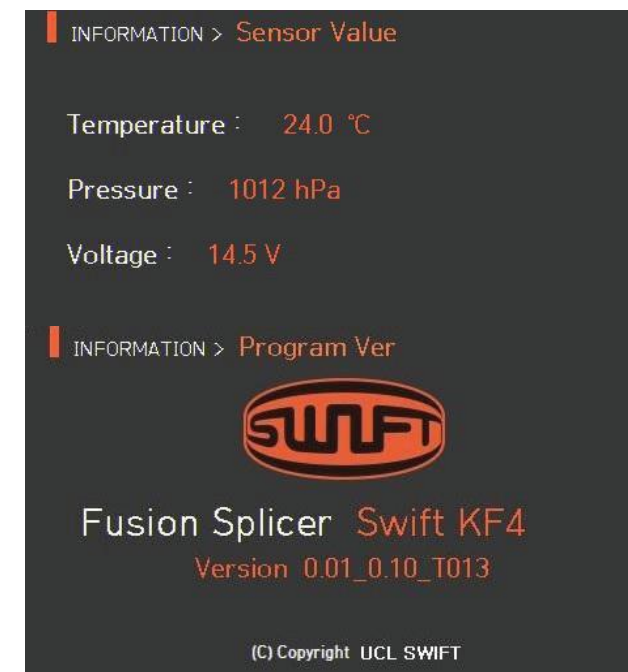 INFORMATION > Sensor Value
Temperature : 24.0 ℃
Pressure : 1012 hPa
Voltage : 14.5 V
INFORMATION > Program Ver
SWIFT
Fusion Splicer Swift KF4
Version 0.01_0.10_T013
(C) Copyright UCL SWIFT